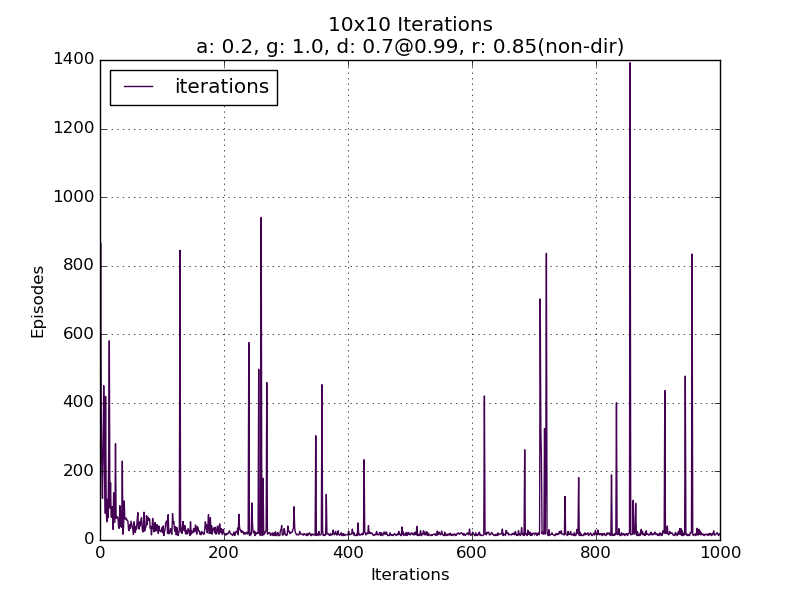 10x10 Iterations
a: 0.2, g: 1.0, d: 0.7@0.99, r: 0.85(non-dir)
iterations
1400
1200
1000
800
600
400
200
0
Episodes
0 200 400 600 800 1000
Iterations